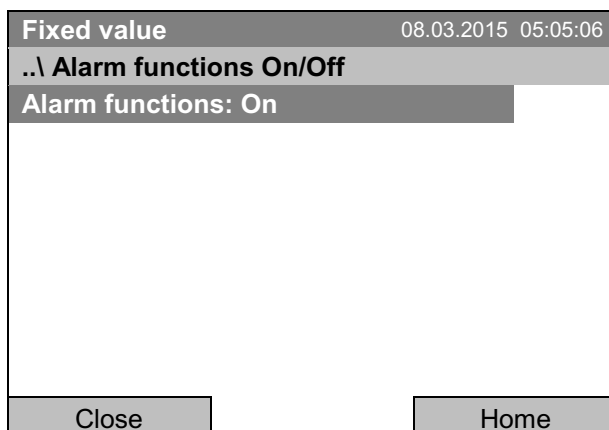 Fixed value 08.03.2015 05:05:06
..\ Alarm functions On/Off
Alarm functions: On
Close Home